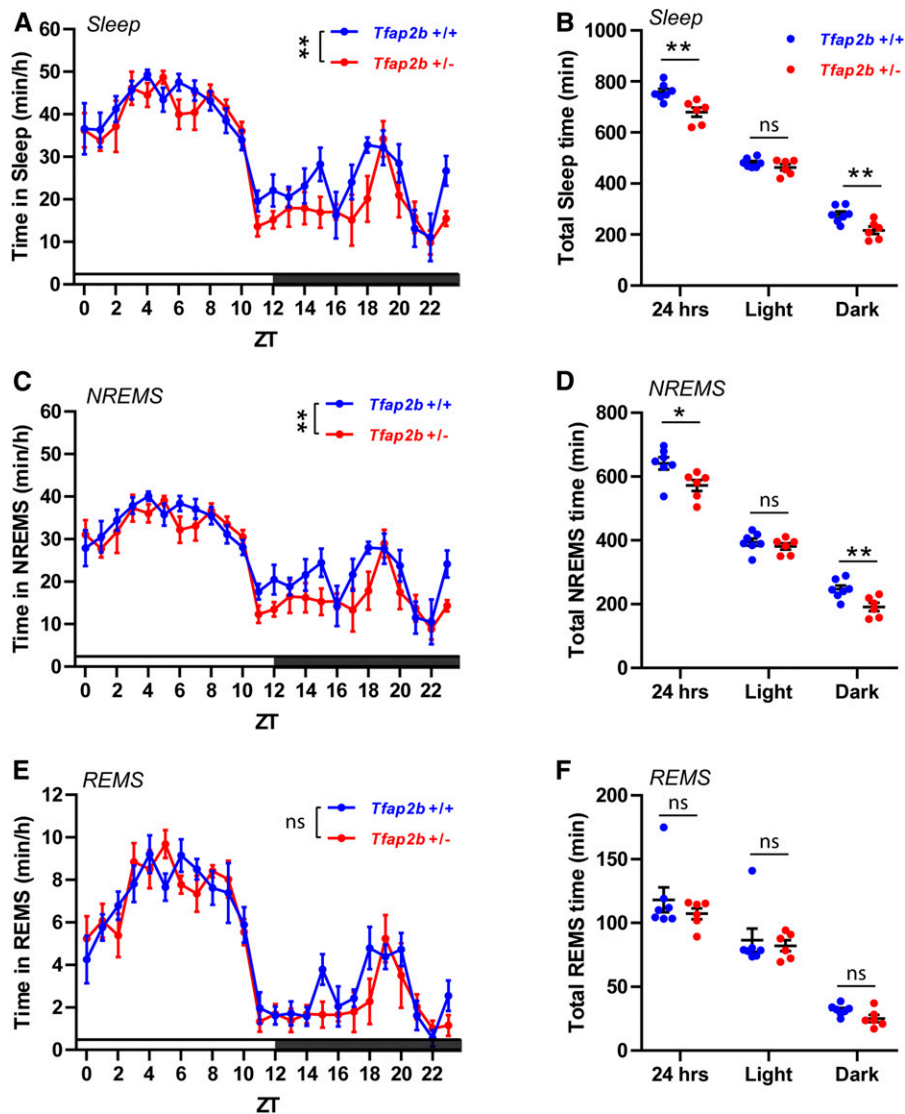 A Sleep
Time in Sleep (min/h)
60
50
40
30
20
10
0
** Tfap2b +/+
Tfap2b +/-
0 2 4 6 8 10 12 14 16 18 20 22
ZT
B Sleep
Total Sleep time (min)
1000
800
600
400
200
0
Tfap2b +/+
Tfap2b +/-
**
ns
**
24 hrs Light Dark
C NREMS
Time in NREMS (min/h)
60
50
40
30
20
10
0
** Tfap2b +/+
Tfap2b +/-
0 2 4 6 8 10 12 14 16 18 20 22
ZT
D NREMS
Total NREMS time (min)
800
600
400
200
0
*
ns
**
24 hrs Light Dark
E REMS
Time in REMS (min/h)
12
10
8
6
4
2
0
ns Tfap2b +/+
Tfap2b +/-
0 2 4 6 8 10 12 14 16 18 20 22
ZT
F REMS
Total REMS time (min)
200
150
100
50
0
ns
ns
ns
24 hrs Light Dark